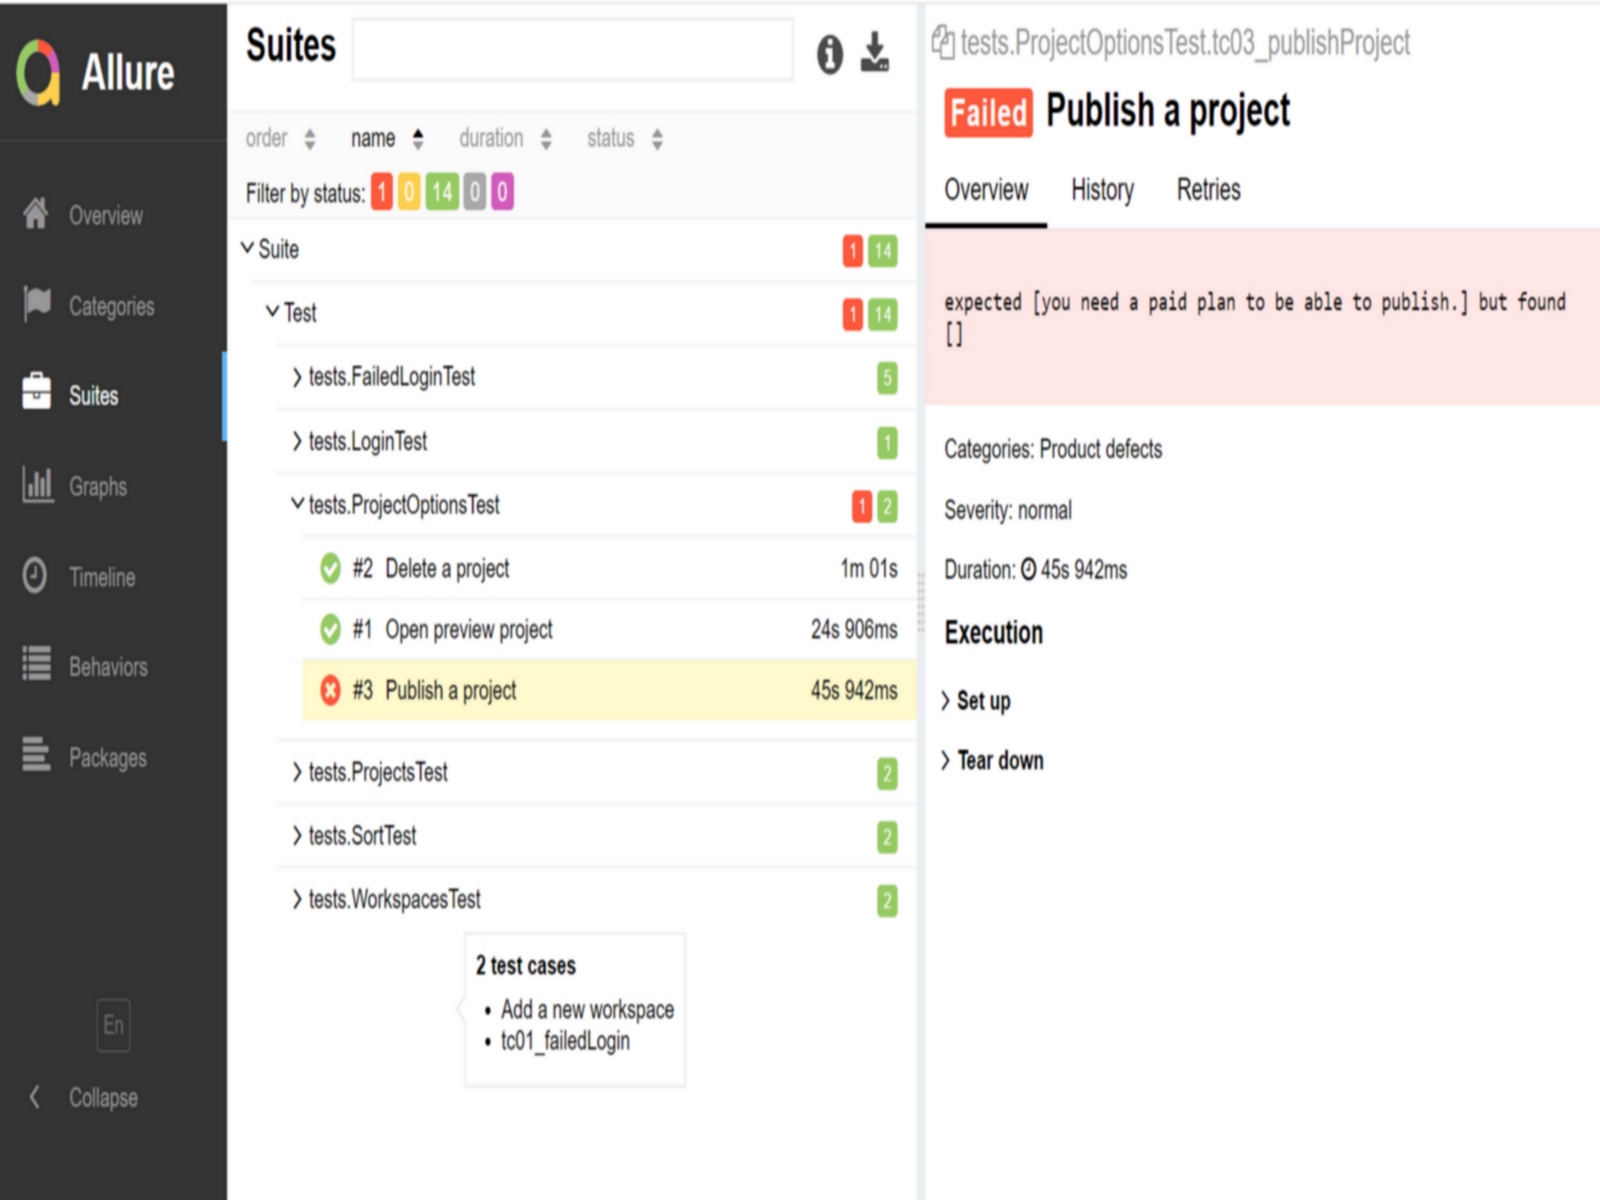 Allure
Overview
Categories
Suites
Graphs
Timeline
Behaviors
Packages
En
Collapse
Suites
order name duration status
Filter by status: 1 0 14 0 0
Suite 1 14
Test 1 14
tests.FailedLoginTest 5
tests.LoginTest 1
tests.ProjectOptionsTest 1 2
#2 Delete a project 1m 01s
#1 Open preview project 24s 906ms
#3 Publish a project 45s 942ms
tests.ProjectsTest 2
tests.SortTest 2
tests.WorkspacesTest 2
2 test cases
• Add a new workspace
• tc01_failedLogin
tests.ProjectOptionsTest.tc03_publishProject
Failed Publish a project
Overview History Retries
expected [you need a paid plan to be able to publish.] but found
[]
Categories: Product defects
Severity: normal
Duration: 45s 942ms
Execution
Set up
Tear down